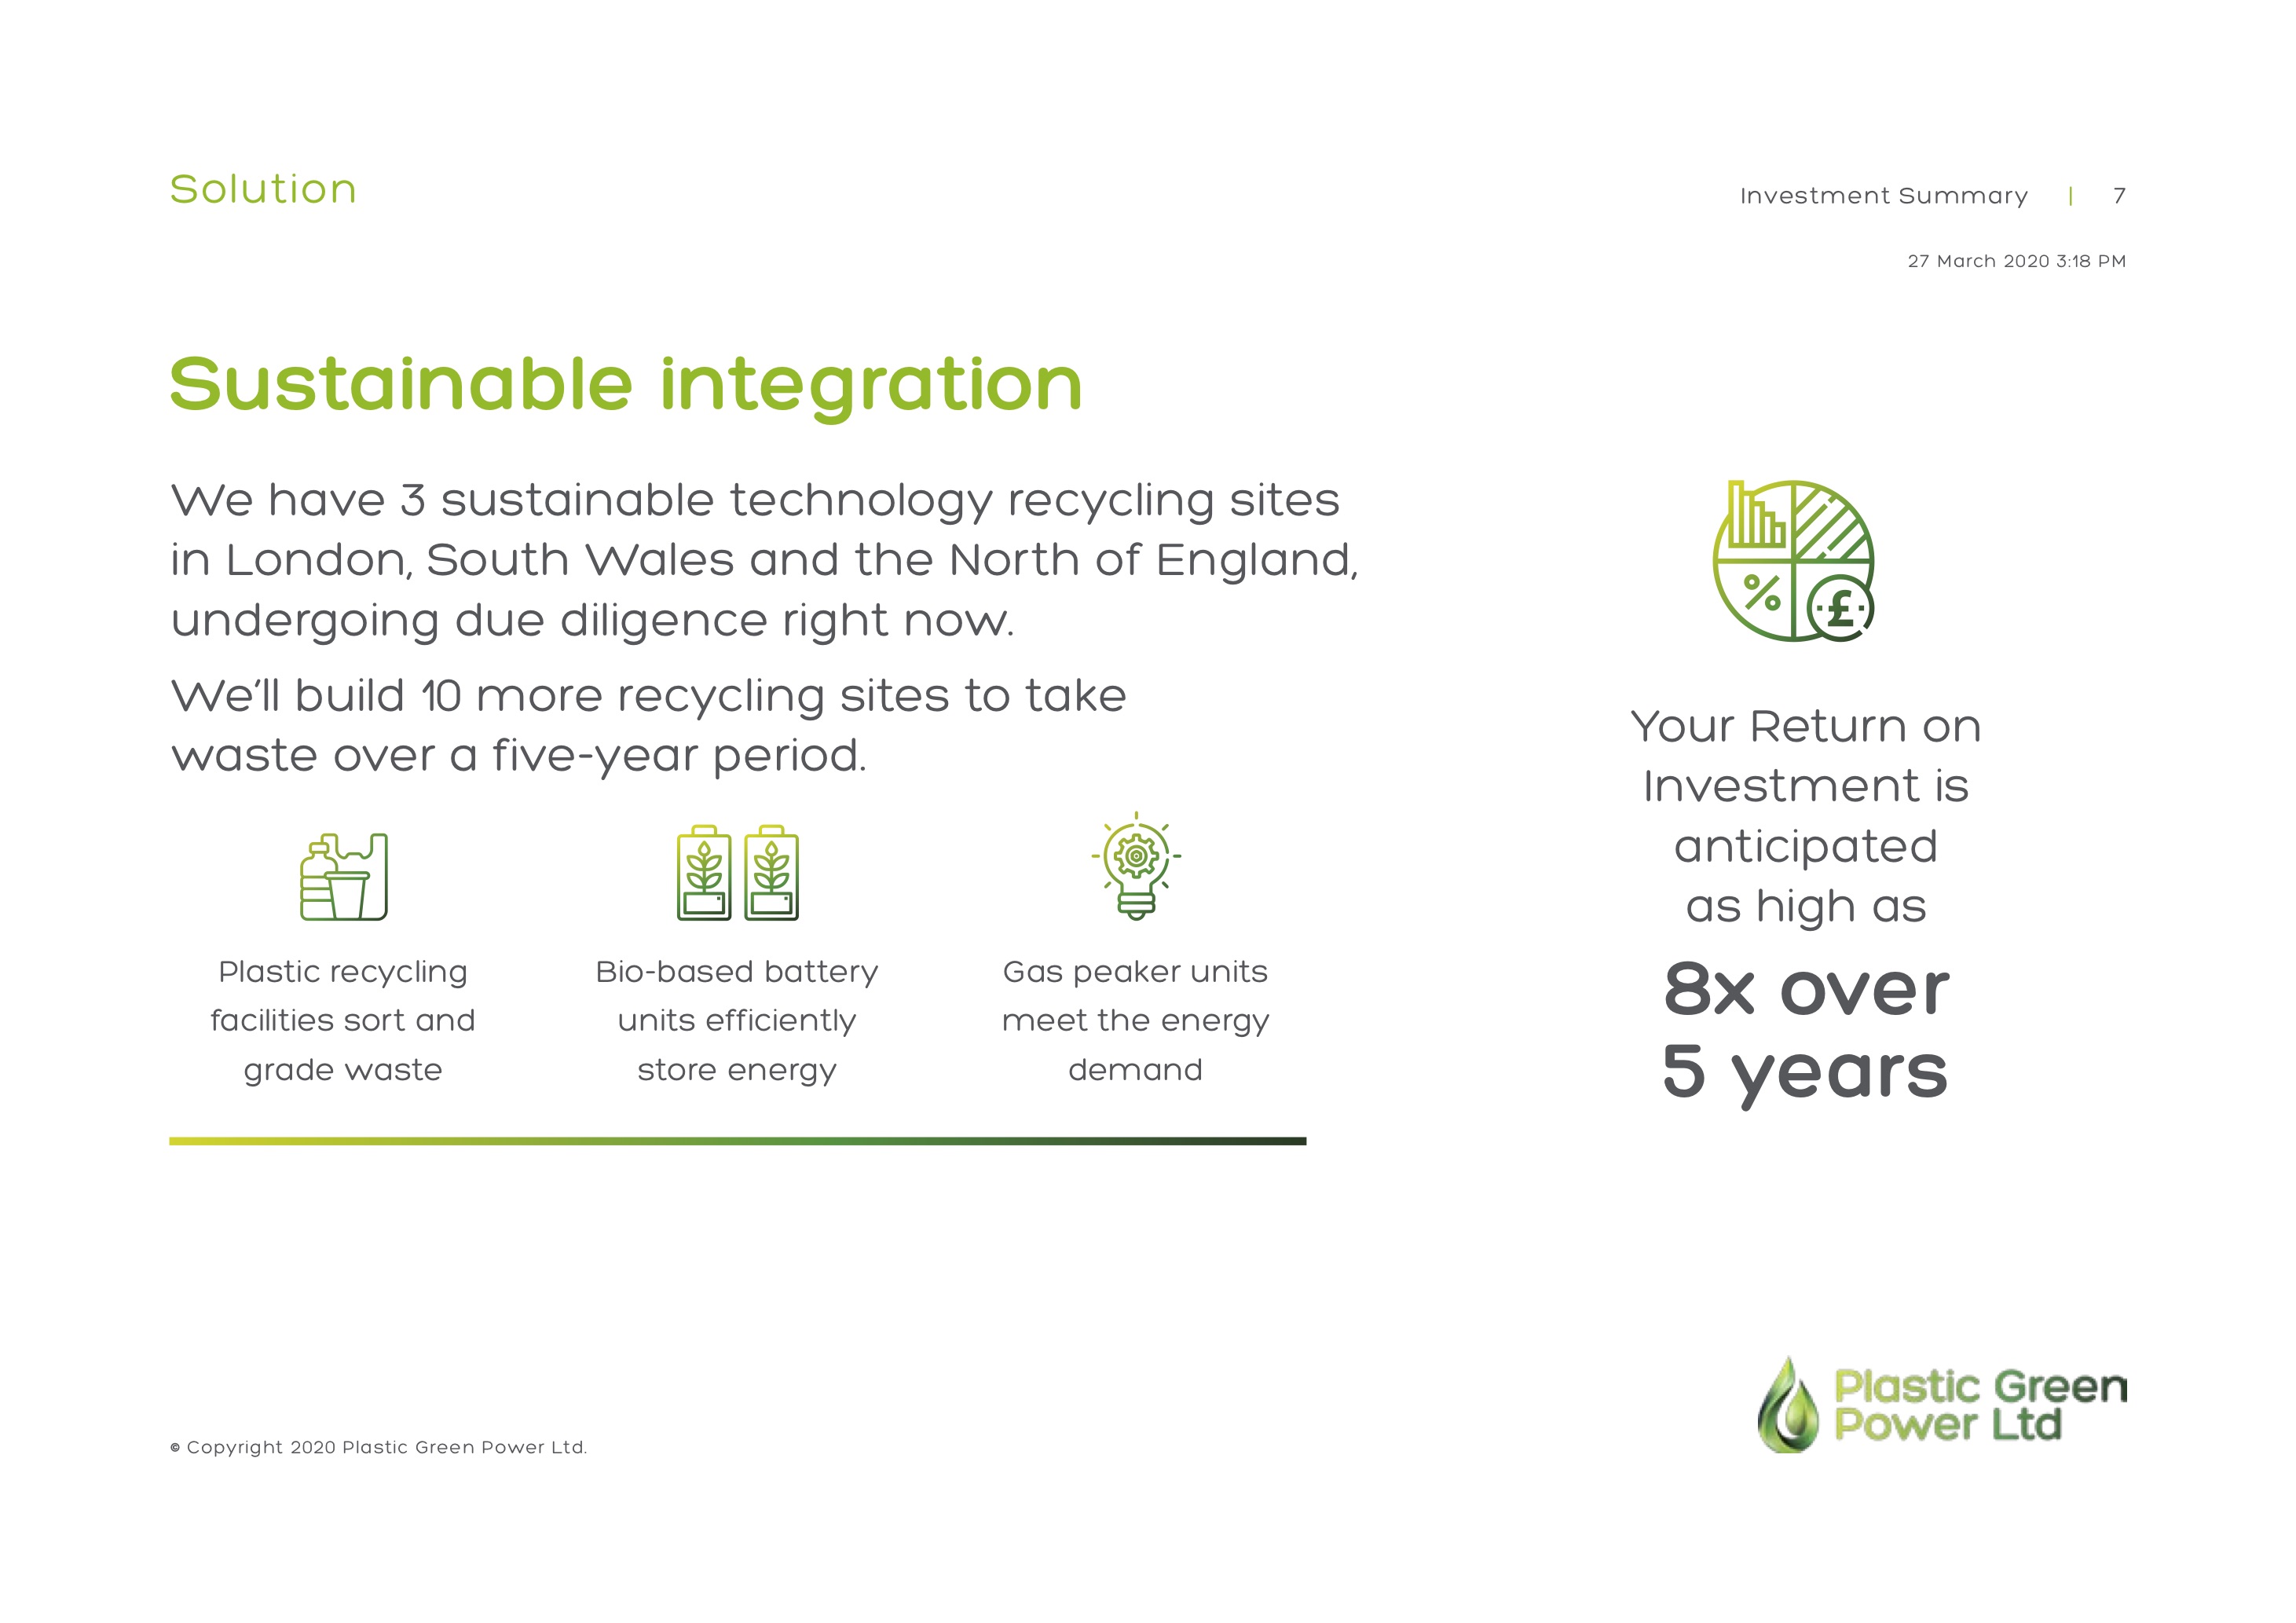 Solution
Investment Summary | 7
27 March 2020 3:18 PM
Sustainable integration
We have 3 sustainable technology recycling sites
in London, South Wales and the North of England,
undergoing due diligence right now.
We'll build 10 more recycling sites to take
waste over a five-year period.
Plastic recycling
facilities sort and
grade waste
Bio-based battery
units efficiently
store energy
Gas peaker units
meet the energy
demand
%
£
Your Return on
Investment is
anticipated
as high as
8x over
5 years
© Copyright 2020 Plastic Green Power Ltd.
Plastic Green
Power Ltd